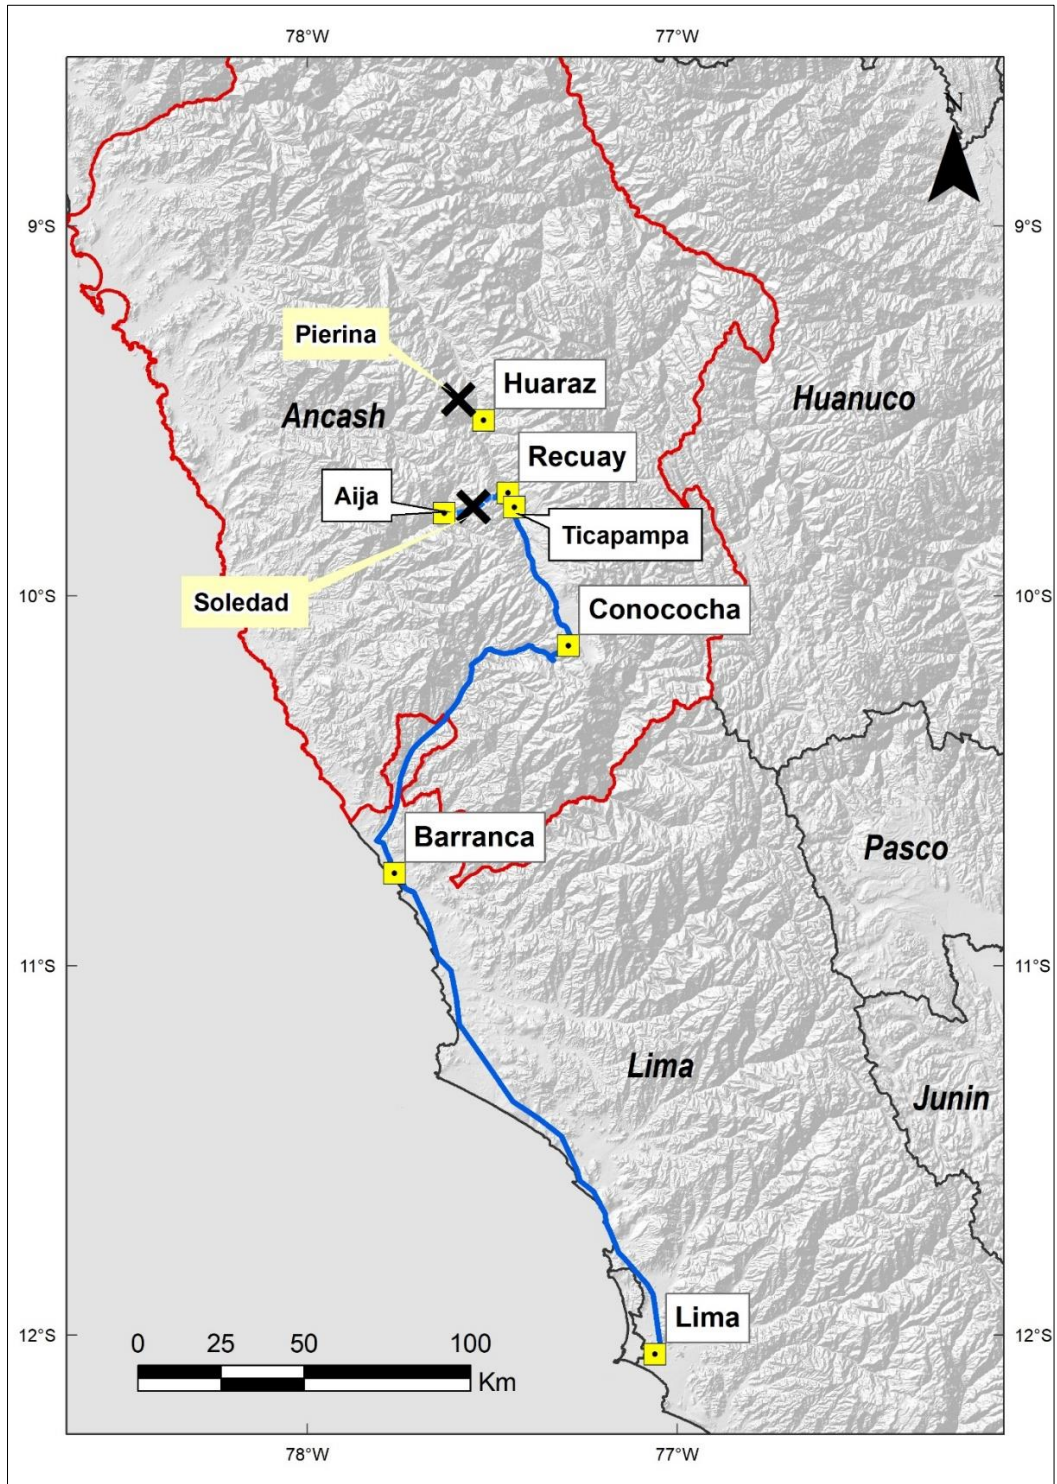 78°W
77°W
N
9°S
9°S
Pierina
Huaraz
Ancash
Huanuco
Recuay
Aija
Ticapampa
Soledad
10°S
10°S
Conococha
Barranca
Pasco
11°S
11°S
Lima
Junin
Lima
12°S
12°S
0 25 50 100
Km
78°W
77°W